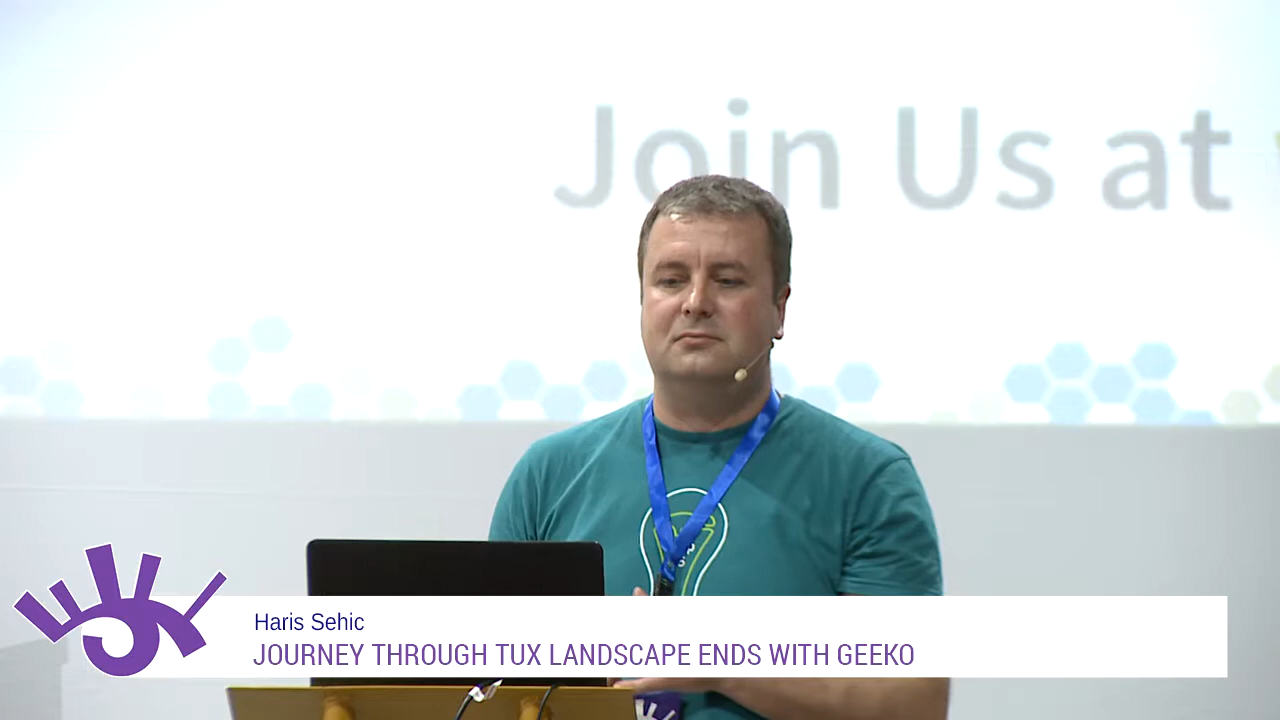 Join Us at
Haris Sehic
JOURNEY THROUGH TUX LANDSCAPE ENDS WITH GEEKO